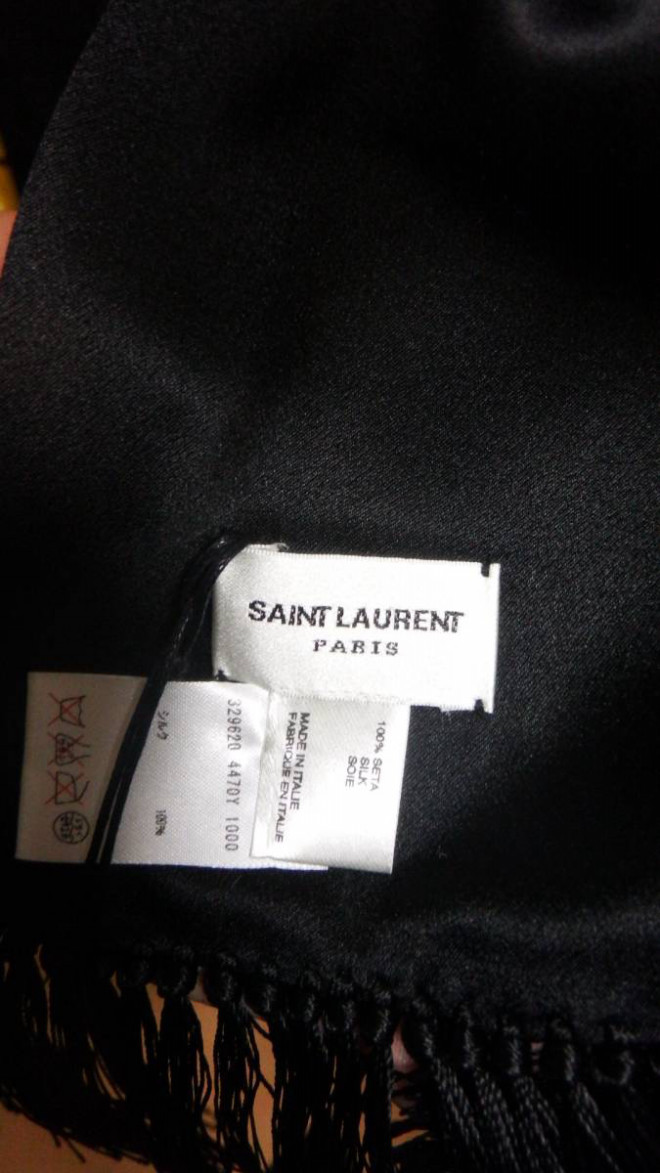 SAINT LAURENT
PARIS
100% SETA
SILK
SOIE
MADE IN ITALIE
FABRIQUE EN ITALIE
329620 4470Y 1000
シルク 100%